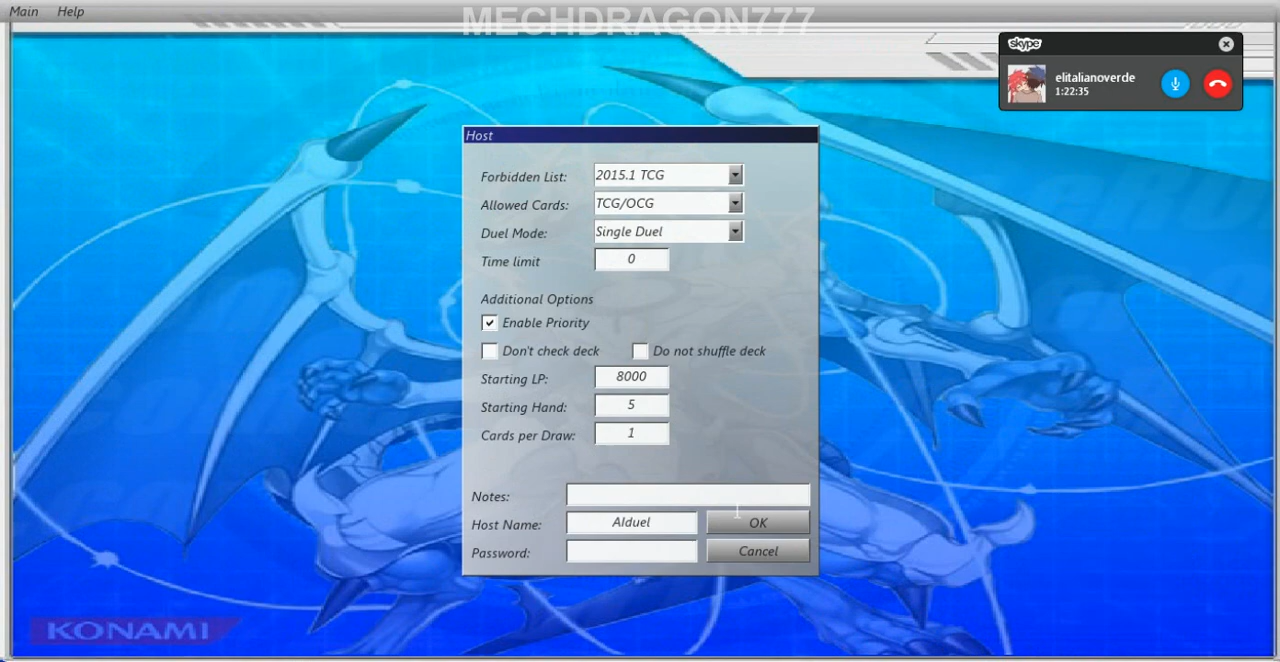 Main Help
MECHDRAGON777
skype
elitalianoverde
1:22:35
Host
Forbidden List: 2015.1 TCG
Allowed Cards: TCG/OCG
Duel Mode: Single Duel
Time limit 0
Additional Options
Enable Priority
Don't check deck Do not shuffle deck
Starting LP: 8000
Starting Hand: 5
Cards per Draw: 1
Notes:
Host Name: Alduel OK
Password: Cancel
KONAMI